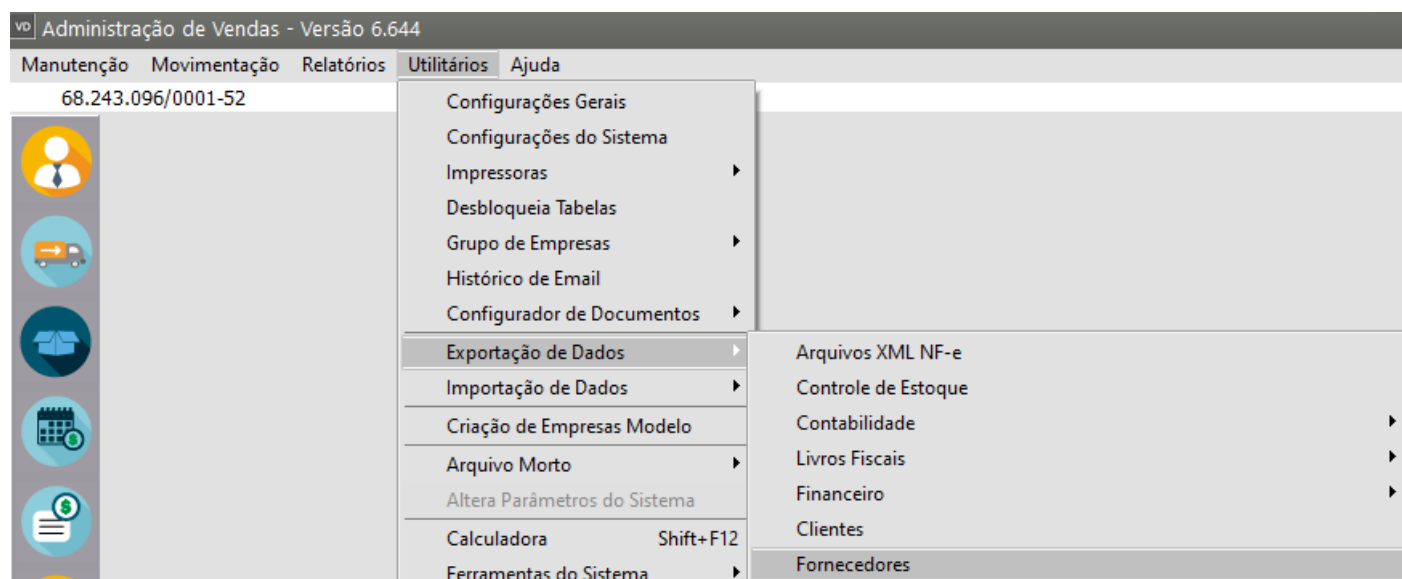 VD Administração de Vendas - Versão 6.644
Manutenção Movimentação Relatórios Utilitários Ajuda
68.243.096/0001-52
Configurações Gerais
Configurações do Sistema
Impressoras
Desbloqueia Tabelas
Grupo de Empresas
Histórico de Email
Configurador de Documentos
Exportação de Dados
Importação de Dados
Criação de Empresas Modelo
Arquivo Morto
Altera Parâmetros do Sistema
Calculadora Shift+F12
Ferramentas do Sistema
Arquivos XML NF-e
Controle de Estoque
Contabilidade
Livros Fiscais
Financeiro
Clientes
Fornecedores